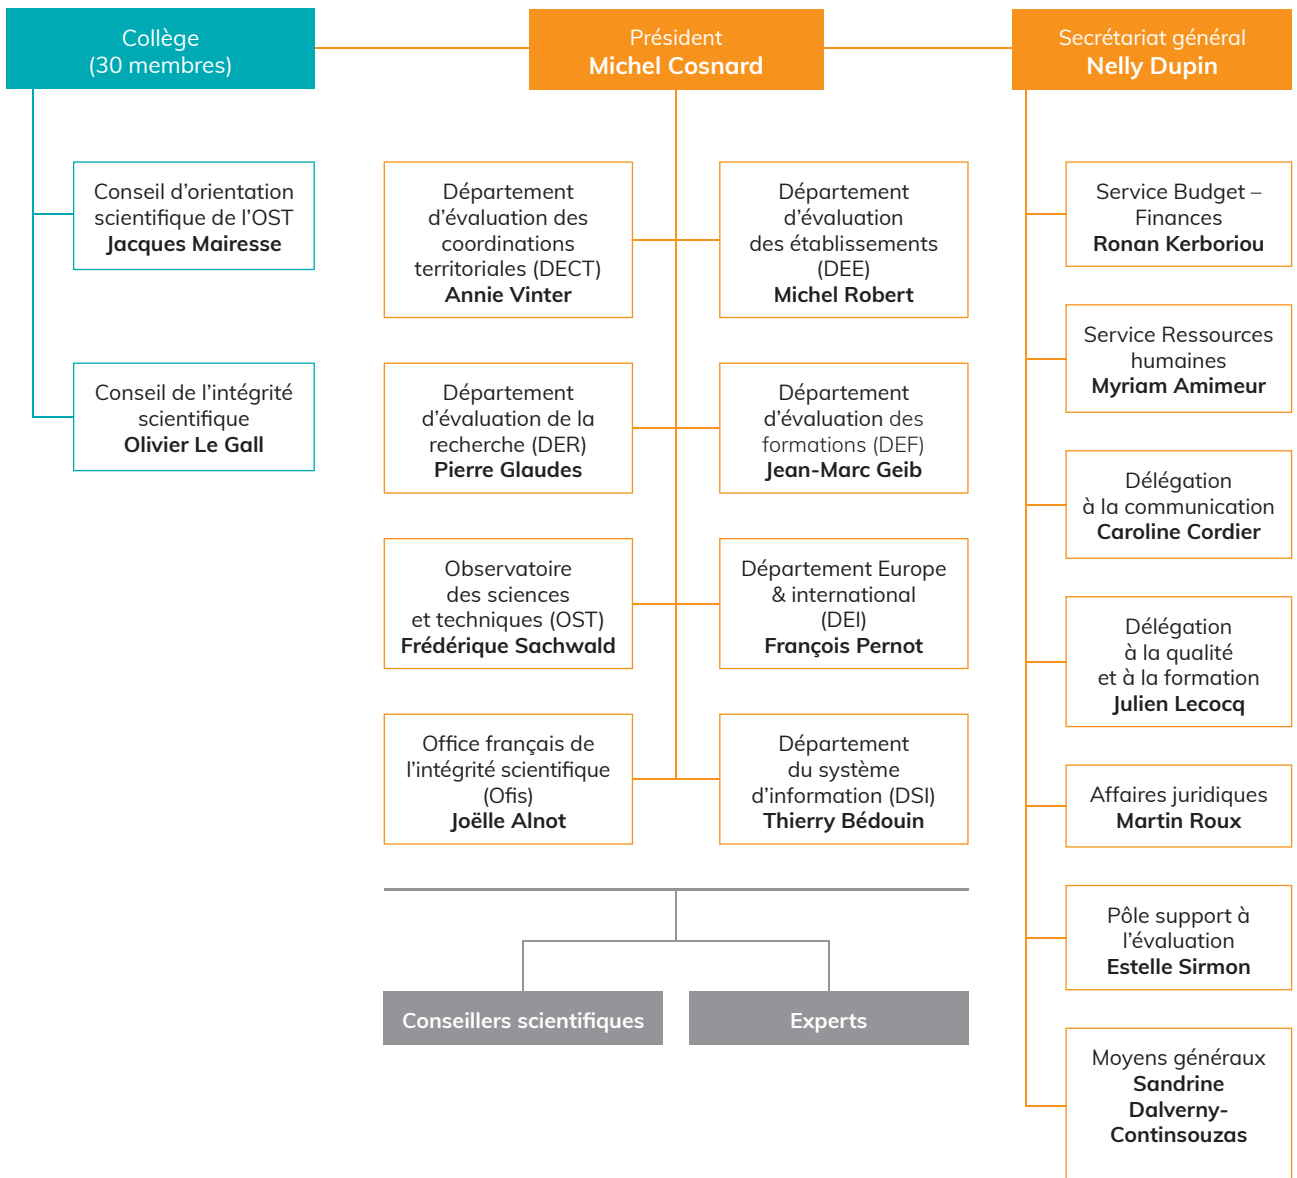 Collège
(30 membres)
Président
Michel Cosnard
Secrétariat général
Nelly Dupin
Conseil d’orientation
scientifique de l’OST
Jacques Mairesse
Conseil de l’intégrité
scientifique
Olivier Le Gall
Département
d’évaluation des
coordinations
territoriales (DECT)
Annie Vinter
Département
d’évaluation
des établissements
(DEE)
Michel Robert
Département
d’évaluation de la
recherche (DER)
Pierre Glaudes
Département
d’évaluation des
formations (DEF)
Jean-Marc Geib
Observatoire
des sciences
et techniques (OST)
Frédérique Sachwald
Département Europe
& international
(DEI)
François Pernot
Office français de
l’intégrité scientifique
(Ofis)
Joëlle Alnot
Département
du système
d’information (DSI)
Thierry Bédouin
Conseillers scientifiques
Experts
Service Budget –
Finances
Ronan Kerboriou
Service Ressources
humaines
Myriam Amimeur
Délégation
à la communication
Caroline Cordier
Délégation
à la qualité
et à la formation
Julien Lecocq
Affaires juridiques
Martin Roux
Pôle support à
l’évaluation
Estelle Sirmon
Moyens généraux
Sandrine
Dalverny-
Continsouzas